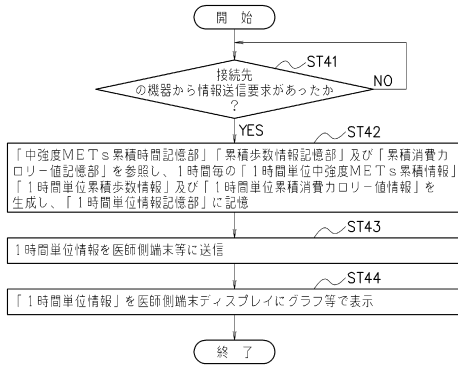 開 始
接続先
ST41
の機器から情報送信要求があったか
NO
?
YES
ST42
「中強度METs累積時間記憶部」「累積歩数情報記憶部」及び「累積消費カ
ロリー値記憶部」を参照し、1時間毎の「1時間単位中強度METs累積情報」
「1時間単位累積歩数情報」及び「1時間単位累積消費カロリー値情報」を
生成し、「1時間単位情報記憶部」に記憶
ST43
1時間単位情報を医師側端末等に送信
ST44
「1時間単位情報」を医師側端末ディスプレイにグラフ等で表示
終 了